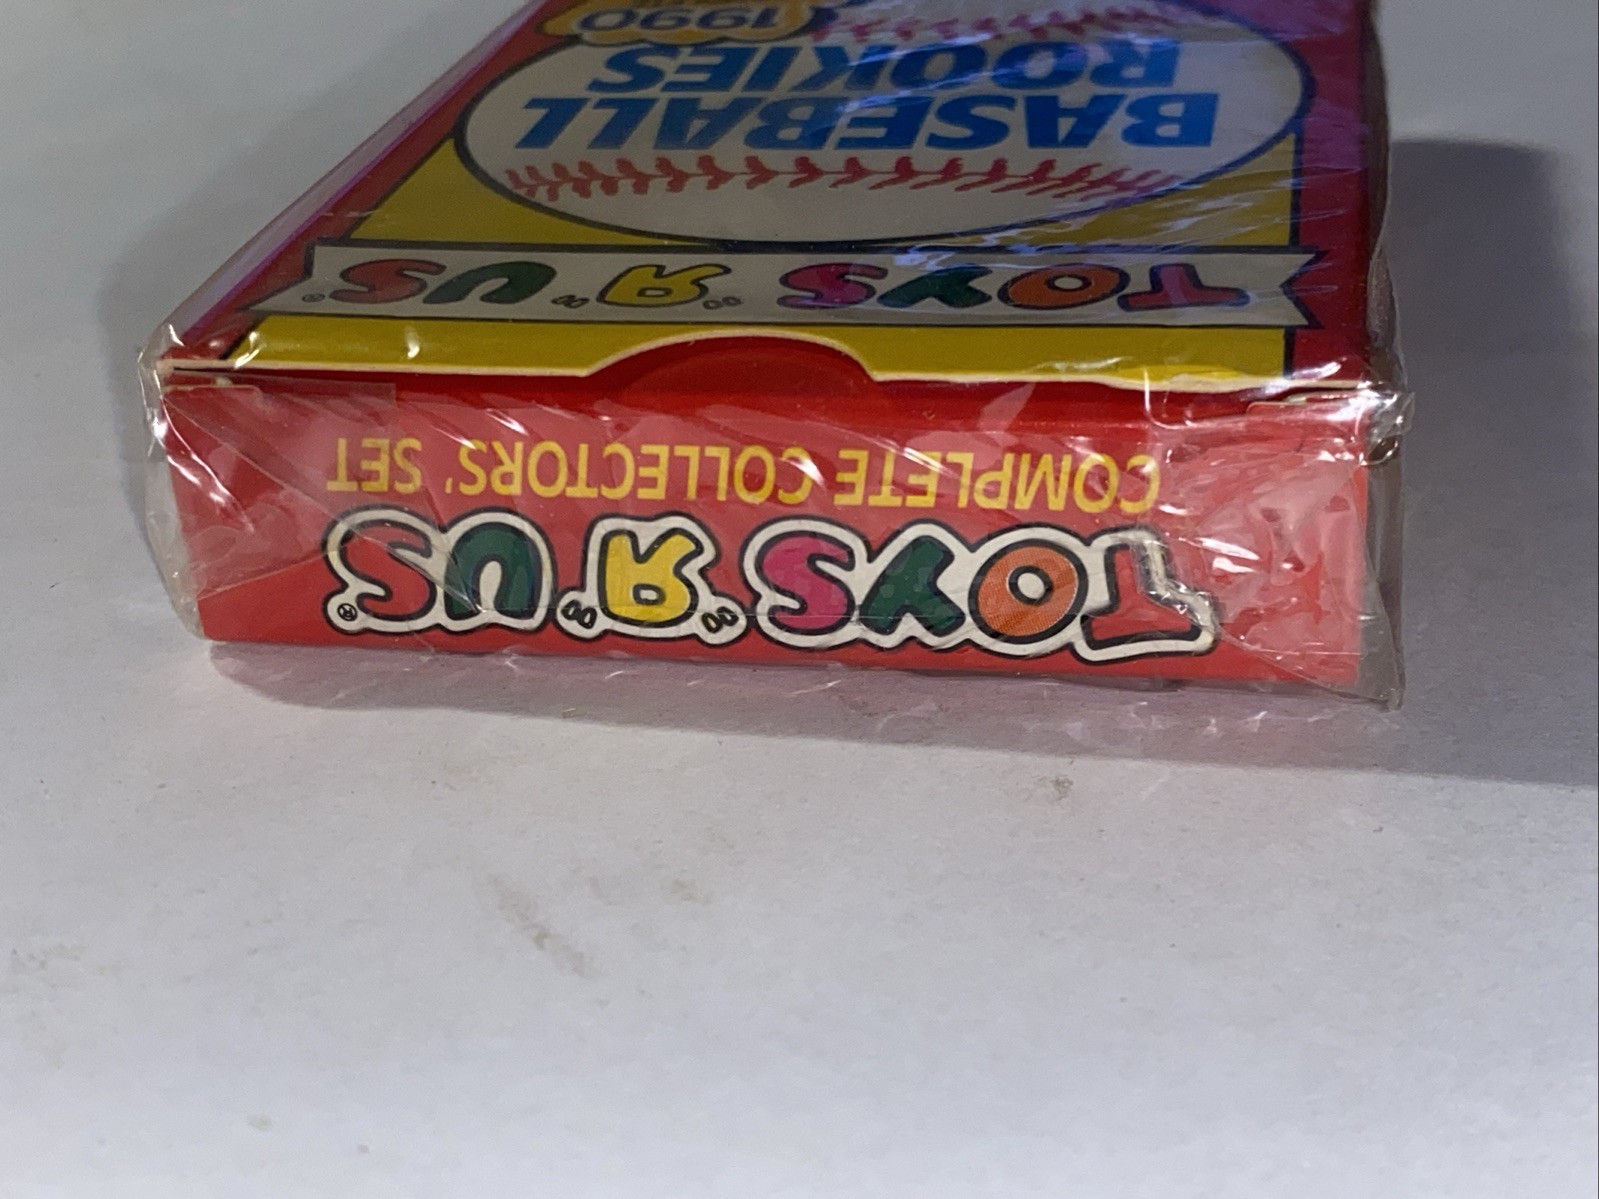 TOYS "R" US®
COMPLETE COLLECTORS' SET
TOYS "R" US®
BASEBALL
ROOKIES
1990